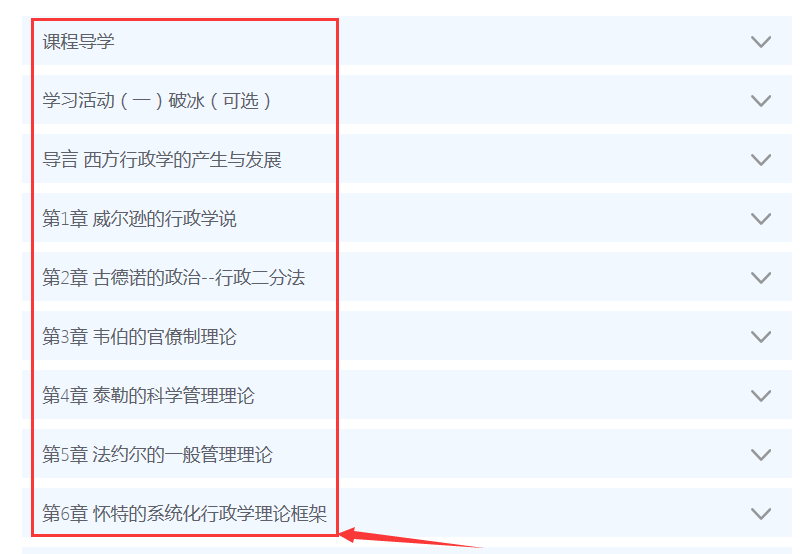 课程导学
学习活动（一）破冰（可选）
导言 西方行政学的产生与发展
第1章 威尔逊的行政学说
第2章 古德诺的政治--行政二分法
第3章 韦伯的官僚制理论
第4章 泰勒的科学管理理论
第5章 法约尔的一般管理理论
第6章 怀特的系统化行政学理论框架